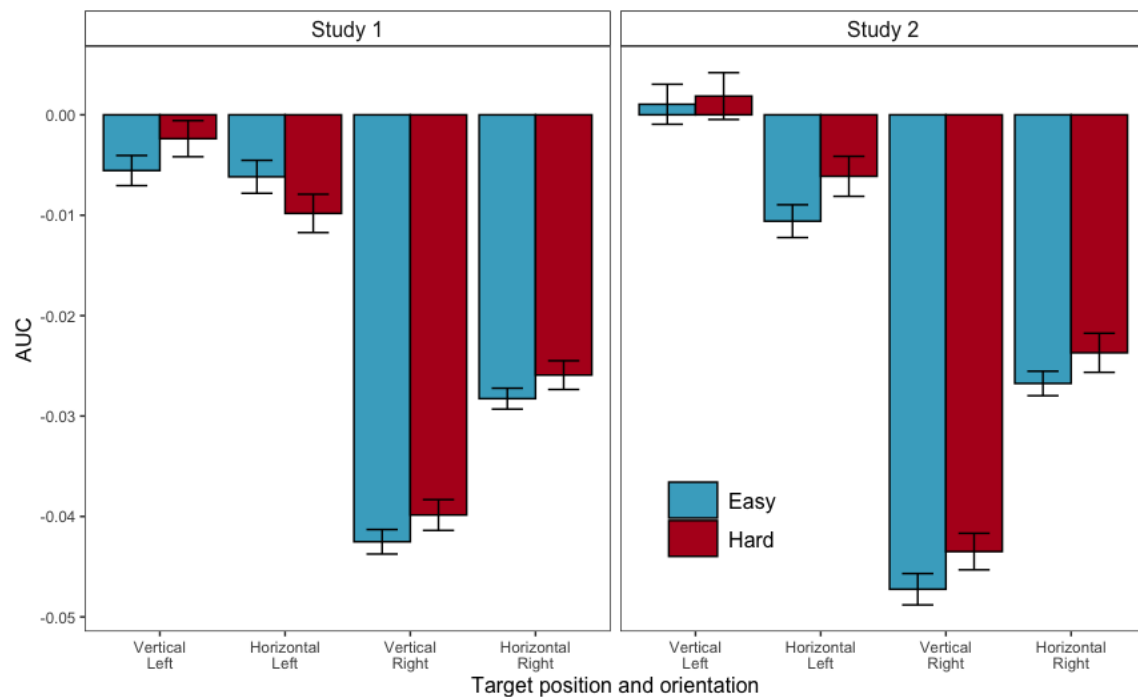 Study 1
Study 2
0.00
-0.01
-0.02
-0.03
-0.04
-0.05
AUC
Easy
Hard
Vertical
Left
Horizontal
Left
Vertical
Right
Horizontal
Right
Vertical
Left
Horizontal
Left
Vertical
Right
Horizontal
Right
Target position and orientation